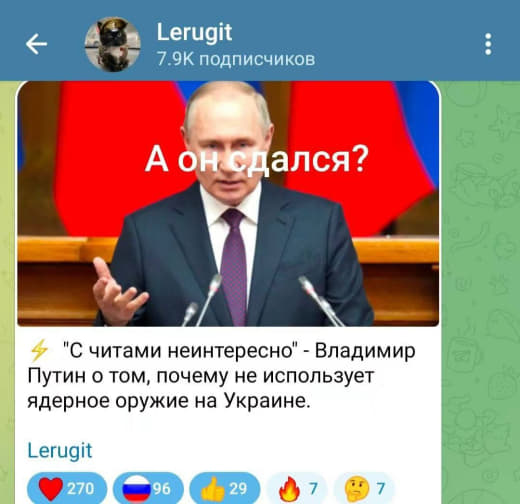 Lerugit
7.9К подписчиков
А он сдался?
⚡ "С читами неинтересно" - Владимир
Путин о том, почему не использует
ядерное оружие на Украине.
Lerugit
❤️ 270 🇷🇺 96 👍 29 🔥 7 🤔 7